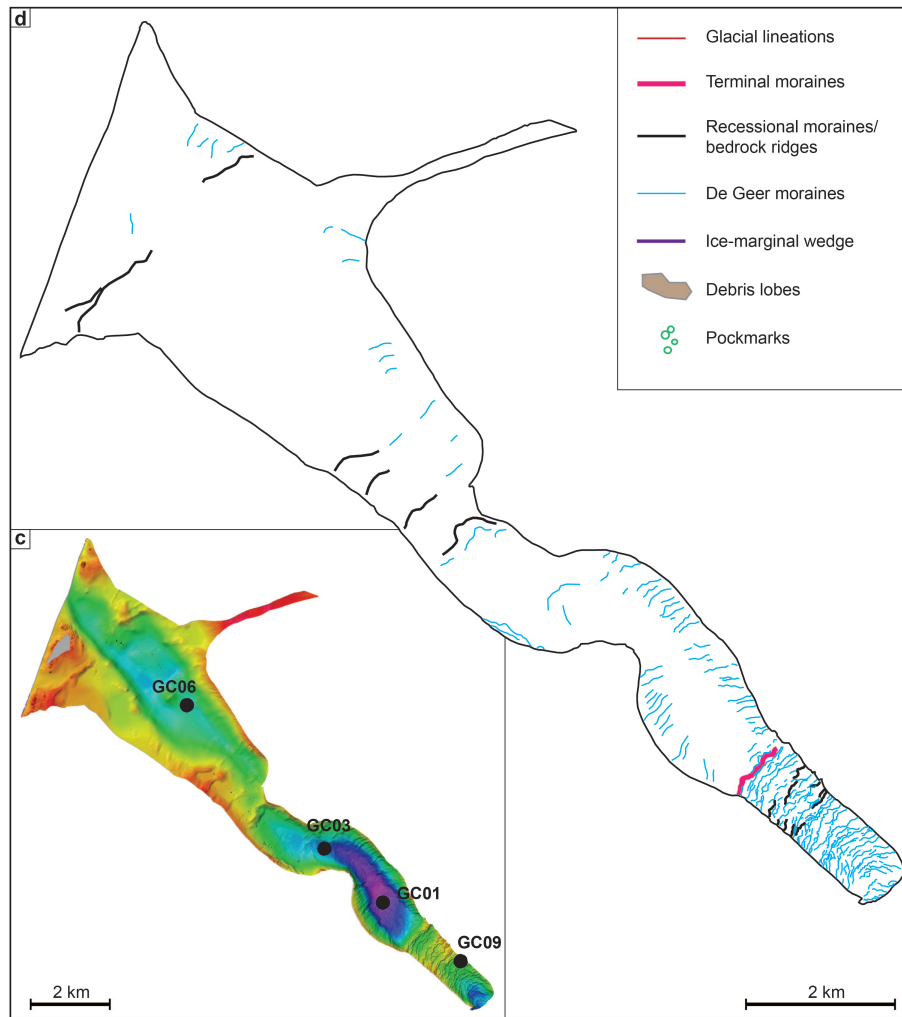 d
Glacial lineations
Terminal moraines
Recessional moraines/
bedrock ridges
De Geer moraines
Ice-marginal wedge
Debris lobes
Pockmarks
c
GC06
GC03
GC01
GC09
2 km
2 km